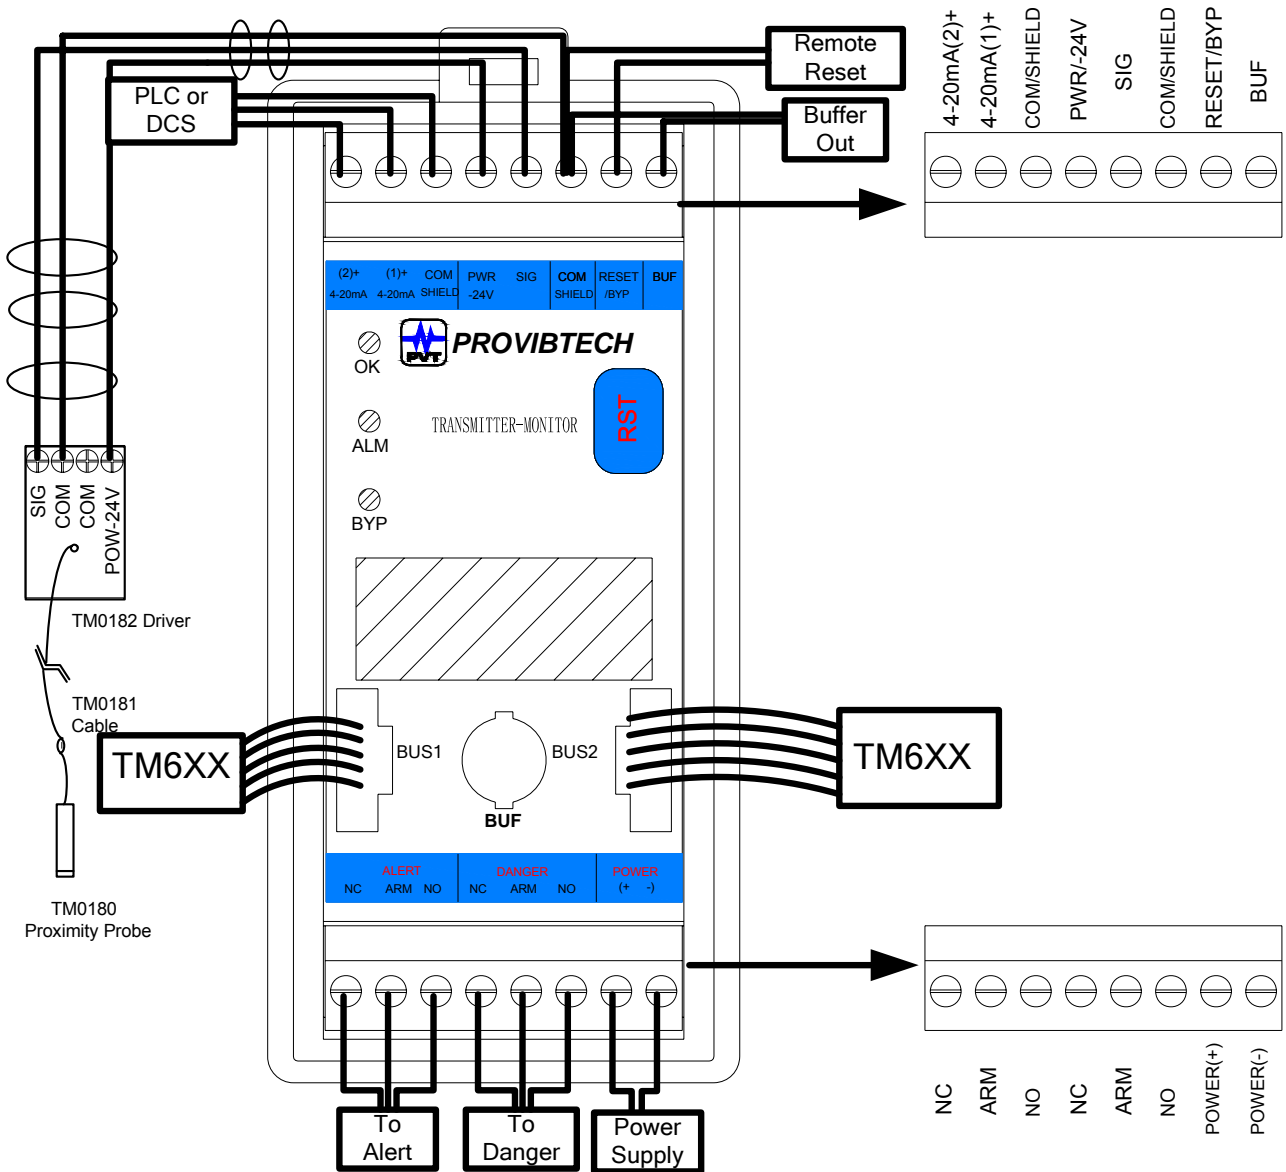 Remote
Reset
PLC or
DCS
Buffer
Out
4-20mA(2)+
4-20mA(1)+
COM/SHIELD
PWR/-24V
SIG
COM/SHIELD
RESET/BYP
BUF
(2)+ (1)+ COM PWR SIG COM RESET BUF
4-20mA 4-20mA SHIELD -24V SHIELD /BYP
OK
PVT PROVIBTECH
ALM
TRANSMITTER-MONITOR
RST
BYP
SIG
COM
COM
POW-24V
TM0182 Driver
TM0181
Cable
TM6XX
BUS1
BUS2
BUF
TM6XX
TM0180
Proximity Probe
ALERT DANGER POWER
NC ARM NO NC ARM NO (+ -)
To
Alert
To
Danger
Power
Supply
NC
ARM
NO
NC
ARM
NO
POWER(+)
POWER(-)